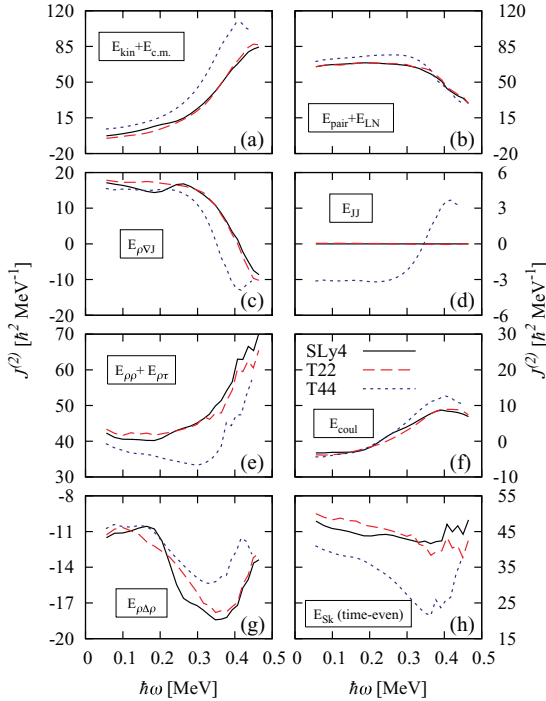 120
85
50
15
-20
E_kin+E_c.m.
(a)
E_pair+E_LN
(b)
120
85
50
15
-20
20
10
0
-10
-20
E_ρ∇J
(c)
E_JJ
(d)
6
3
0
-3
-6
J^(2) [ħ² MeV⁻¹]
J^(2) [ħ² MeV⁻¹]
70
60
50
40
30
E_ρρ + E_ρτ
(e)
SLy4
T22
T44
E_coul
(f)
30
20
10
0
-10
-8
-11
-14
-17
-20
E_ρΔρ
(g)
E_Sk (time-even)
(h)
55
45
35
25
15
0 0.1 0.2 0.3 0.4
0 0.1 0.2 0.3 0.4 0.5
ħω [MeV]
ħω [MeV]